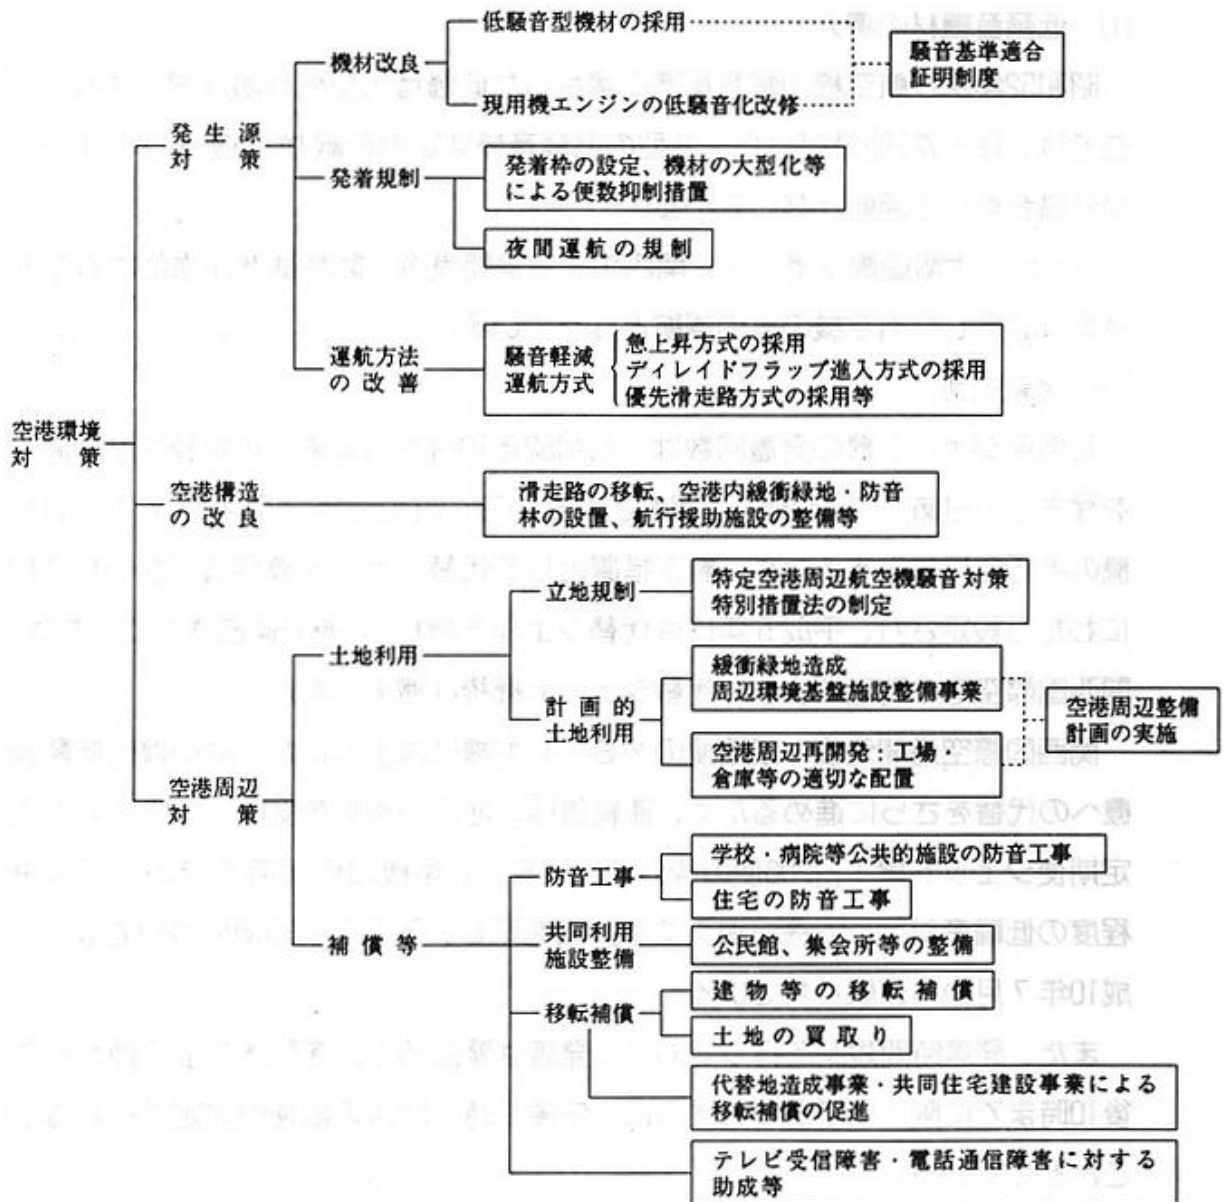 低騒音型機材の採用
騒音基準適合
証明制度
機材改良
現用機エンジンの低騒音化改修
発生源
対策
発着規制
発着枠の設定、機材の大型化等
による便数抑制措置
夜間運航の規制
運航方法
の改善
騒音軽減
運航方式
急上昇方式の採用
ディレイドフラップ進入方式の採用
優先滑走路方式の採用等
空港環境
対策
空港構造
の改良
滑走路の移転、空港内緩衝緑地・防音
林の設置、航行援助施設の整備等
立地規制
特定空港周辺航空機騒音対策
特別措置法の制定
土地利用
計画的
土地利用
緩衝緑地造成
周辺環境基盤施設整備事業
空港周辺再開発:工場
倉庫等の適切な配置
空港周辺整備
計画の実施
空港周辺
対策
防音工事
学校・病院等公共的施設の防音工事
住宅の防音工事
補償等
共同利用
施設整備
公民館、集会所等の整備
移転補償
建物等の移転補償
土地の買取り
代替地造成事業・共同住宅建設事業による
移転補償の促進
テレビ受信障害・電話通信障害に対する
助成等